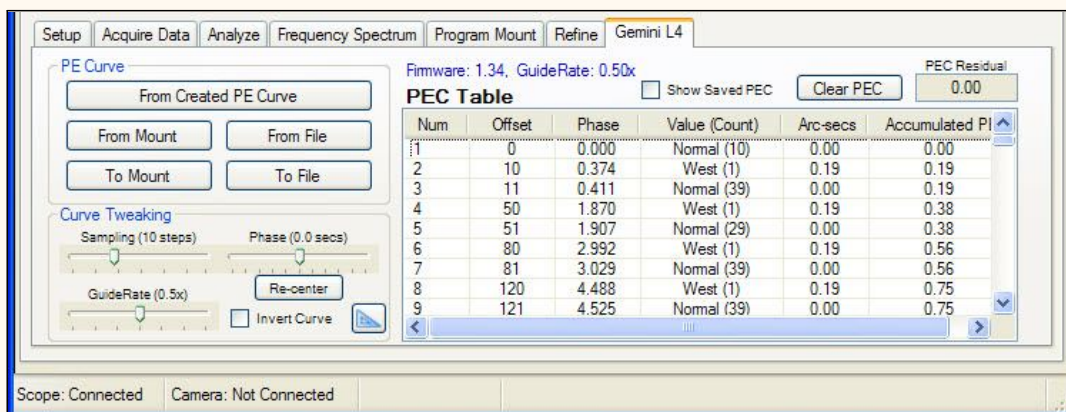 Setup Acquire Data Analyze Frequency Spectrum Program Mount Refine Gemini L4
PE Curve
From Created PE Curve
From Mount From File
To Mount To File
Curve Tweaking
Sampling (10 steps) Phase (0.0 secs)
GuideRate (0.5x) Re-center
Invert Curve
Firmware: 1.34, GuideRate: 0.50x
PEC Table Show Saved PEC Clear PEC PEC Residual 0.00
Num Offset Phase Value (Count) Arc-secs Accumulated
1 0 0.000 Normal (10) 0.00 0.00
2 10 0.374 West (1) 0.19 0.19
3 11 0.411 Normal (39) 0.00 0.19
4 50 1.870 West (1) 0.19 0.38
5 51 1.907 Normal (29) 0.00 0.38
6 80 2.992 West (1) 0.19 0.56
7 81 3.029 Normal (39) 0.00 0.56
8 120 4.488 West (1) 0.19 0.75
9 121 4.525 Normal (39) 0.00 0.75
Scope: Connected Camera: Not Connected